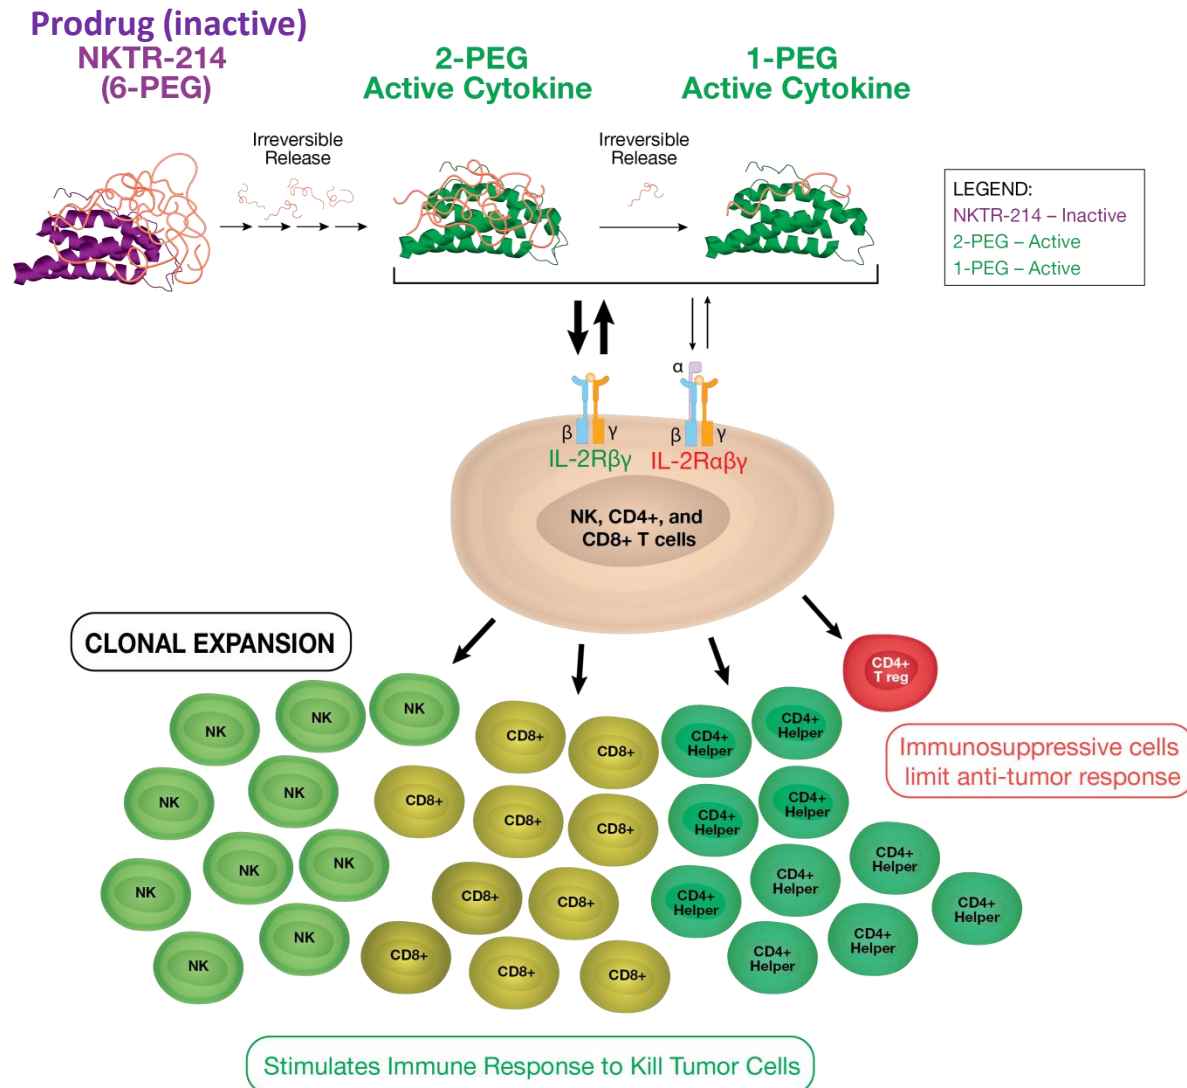 Prodrug (inactive)
NKTR-214
(6-PEG)
2-PEG
Active Cytokine
1-PEG
Active Cytokine
Irreversible
Release
Irreversible
Release
LEGEND:
NKTR-214 – Inactive
2-PEG – Active
1-PEG – Active
α
β
γ
β
γ
IL-2Rβγ
IL-2Rαβγ
NK, CD4+, and
CD8+ T cells
CLONAL EXPANSION
CD4+
T reg
Immunosuppressive cells
limit anti-tumor response
NK
NK
NK
NK
NK
NK
NK
NK
NK
NK
NK
CD8+
CD8+
CD8+
CD8+
CD8+
CD8+
CD8+
CD8+
CD8+
CD8+
CD4+
Helper
CD4+
Helper
CD4+
Helper
CD4+
Helper
CD4+
Helper
CD4+
Helper
CD4+
Helper
CD4+
Helper
CD4+
Helper
CD4+
Helper
Stimulates Immune Response to Kill Tumor Cells